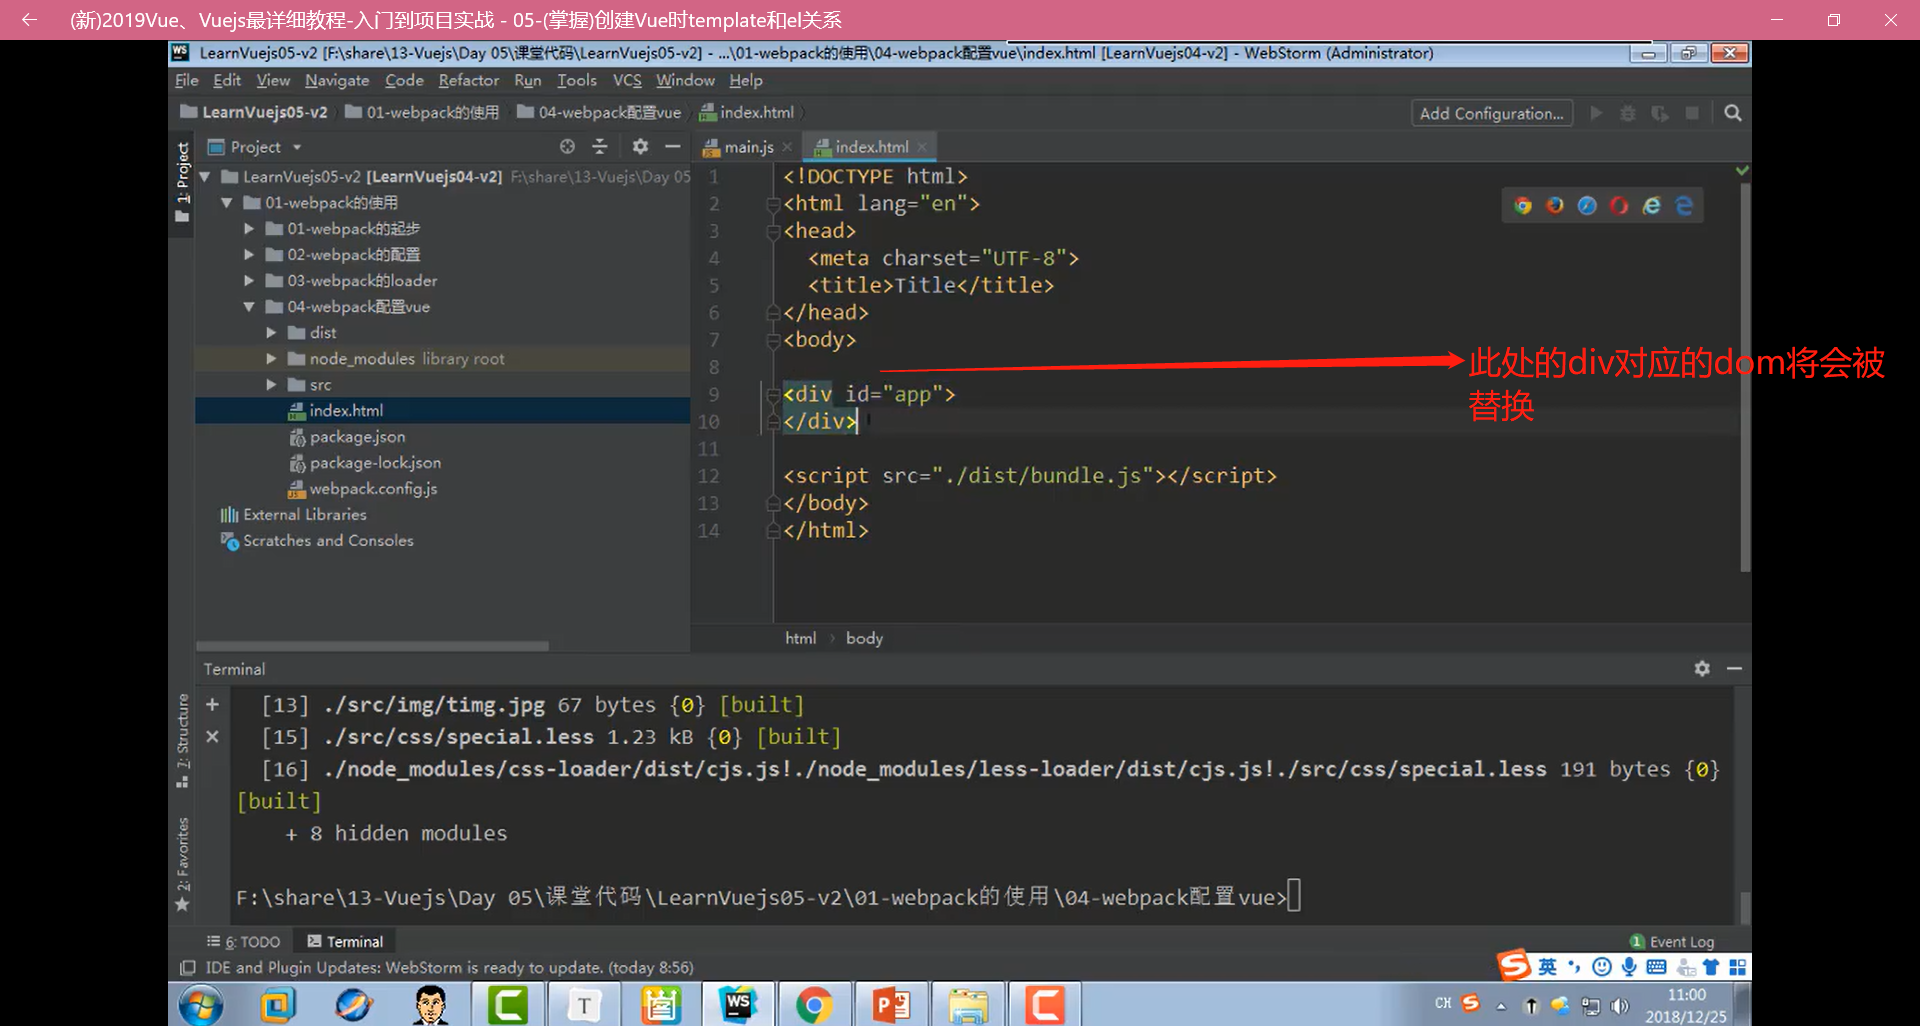 (新)2019Vue、Vuejs最详细教程-入门到项目实战 - 05-(掌握)创建Vue时template和el关系
LearnVuejs05-v2 [F:\share\13-Vuejs\Day 05\课堂代码\LearnVuejs05-v2] - ...\01-webpack的使用\04-webpack配置vue\index.html [LearnVuejs04-v2] - WebStorm (Administrator)
File Edit View Navigate Code Refactor Run Tools VCS Window Help
LearnVuejs05-v2 01-webpack的使用 04-webpack配置vue index.html
Add Configuration...
1: Project
Project
LearnVuejs05-v2 [LearnVuejs04-v2] F:\share\13-Vuejs\Day 05
01-webpack的使用
01-webpack的起步
02-webpack的配置
03-webpack的loader
04-webpack配置vue
dist
node_modules library root
src
index.html
package.json
package-lock.json
webpack.config.js
External Libraries
Scratches and Consoles
main.js index.html
1 <!DOCTYPE html>
2 <html lang="en">
3 <head>
4 <meta charset="UTF-8">
5 <title>Title</title>
6 </head>
7 <body>
8
9 <div id="app">
10 </div>
11
12 <script src="./dist/bundle.js"></script>
13 </body>
14 </html>
此处的div对应的dom将会被
替换
html body
Terminal
7: Structure
2: Favorites
[13] ./src/img/timg.jpg 67 bytes {0} [built]
[15] ./src/css/special.less 1.23 kB {0} [built]
[16] ./node_modules/css-loader/dist/cjs.js!./node_modules/less-loader/dist/cjs.js!./src/css/special.less 191 bytes {0}
[built]
+ 8 hidden modules
F:\share\13-Vuejs\Day 05\课堂代码\LearnVuejs05-v2\01-webpack的使用\04-webpack配置vue>
6: TODO Terminal
1 Event Log
IDE and Plugin Updates: WebStorm is ready to update. (today 8:56)
英
CH
11:00
2018/12/25